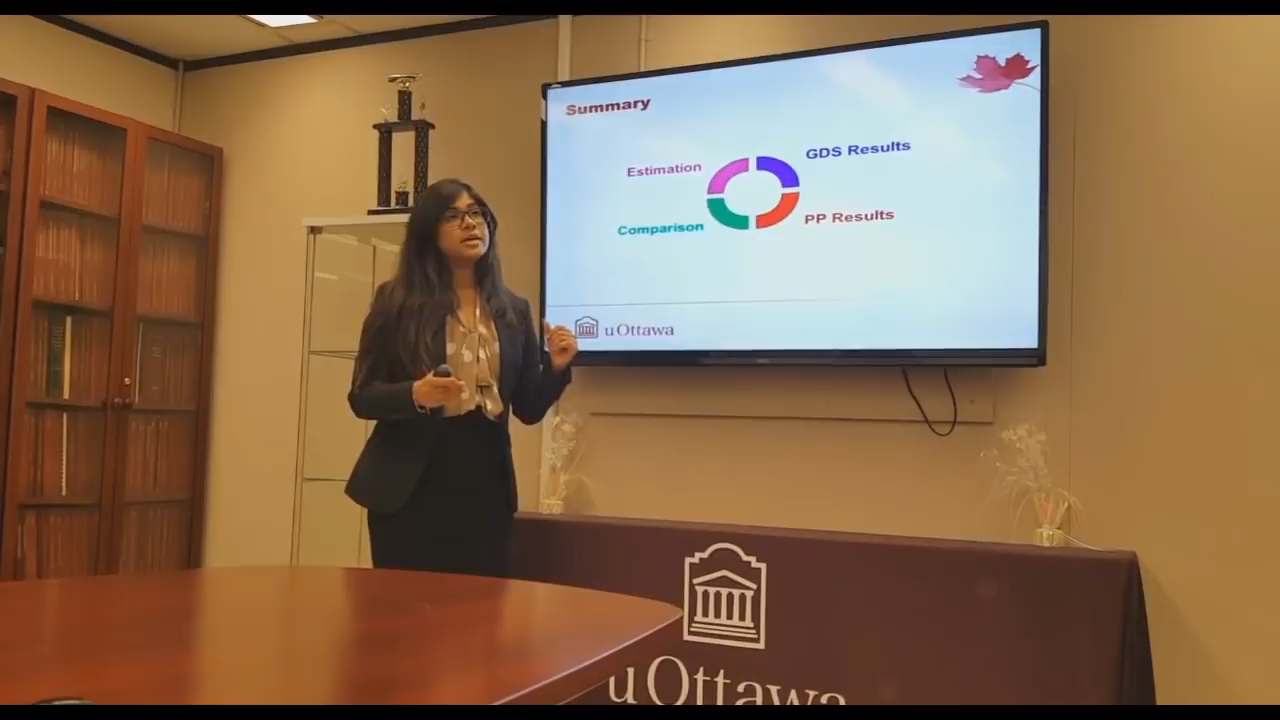 Summary
Estimation
GDS Results
Comparison
PP Results
uOttawa
uOttawa